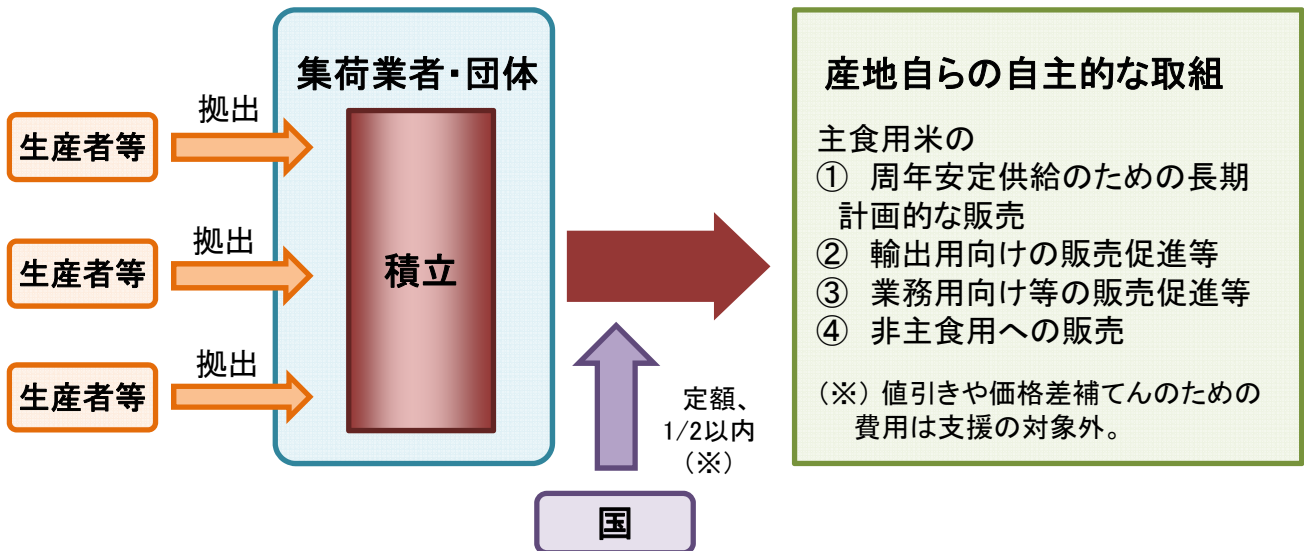 集荷業者・団体
拠出
生産者等
拠出
生産者等
拠出
生産者等
積立
定額、
1/2以内
(※)
国
産地自らの自主的な取組
主食用米の
① 周年安定供給のための長期
計画的な販売
② 輸出用向けの販売促進等
③ 業務用向け等の販売促進等
④ 非主食用への販売
(※) 値引きや価格差補てんのための
費用は支援の対象外。